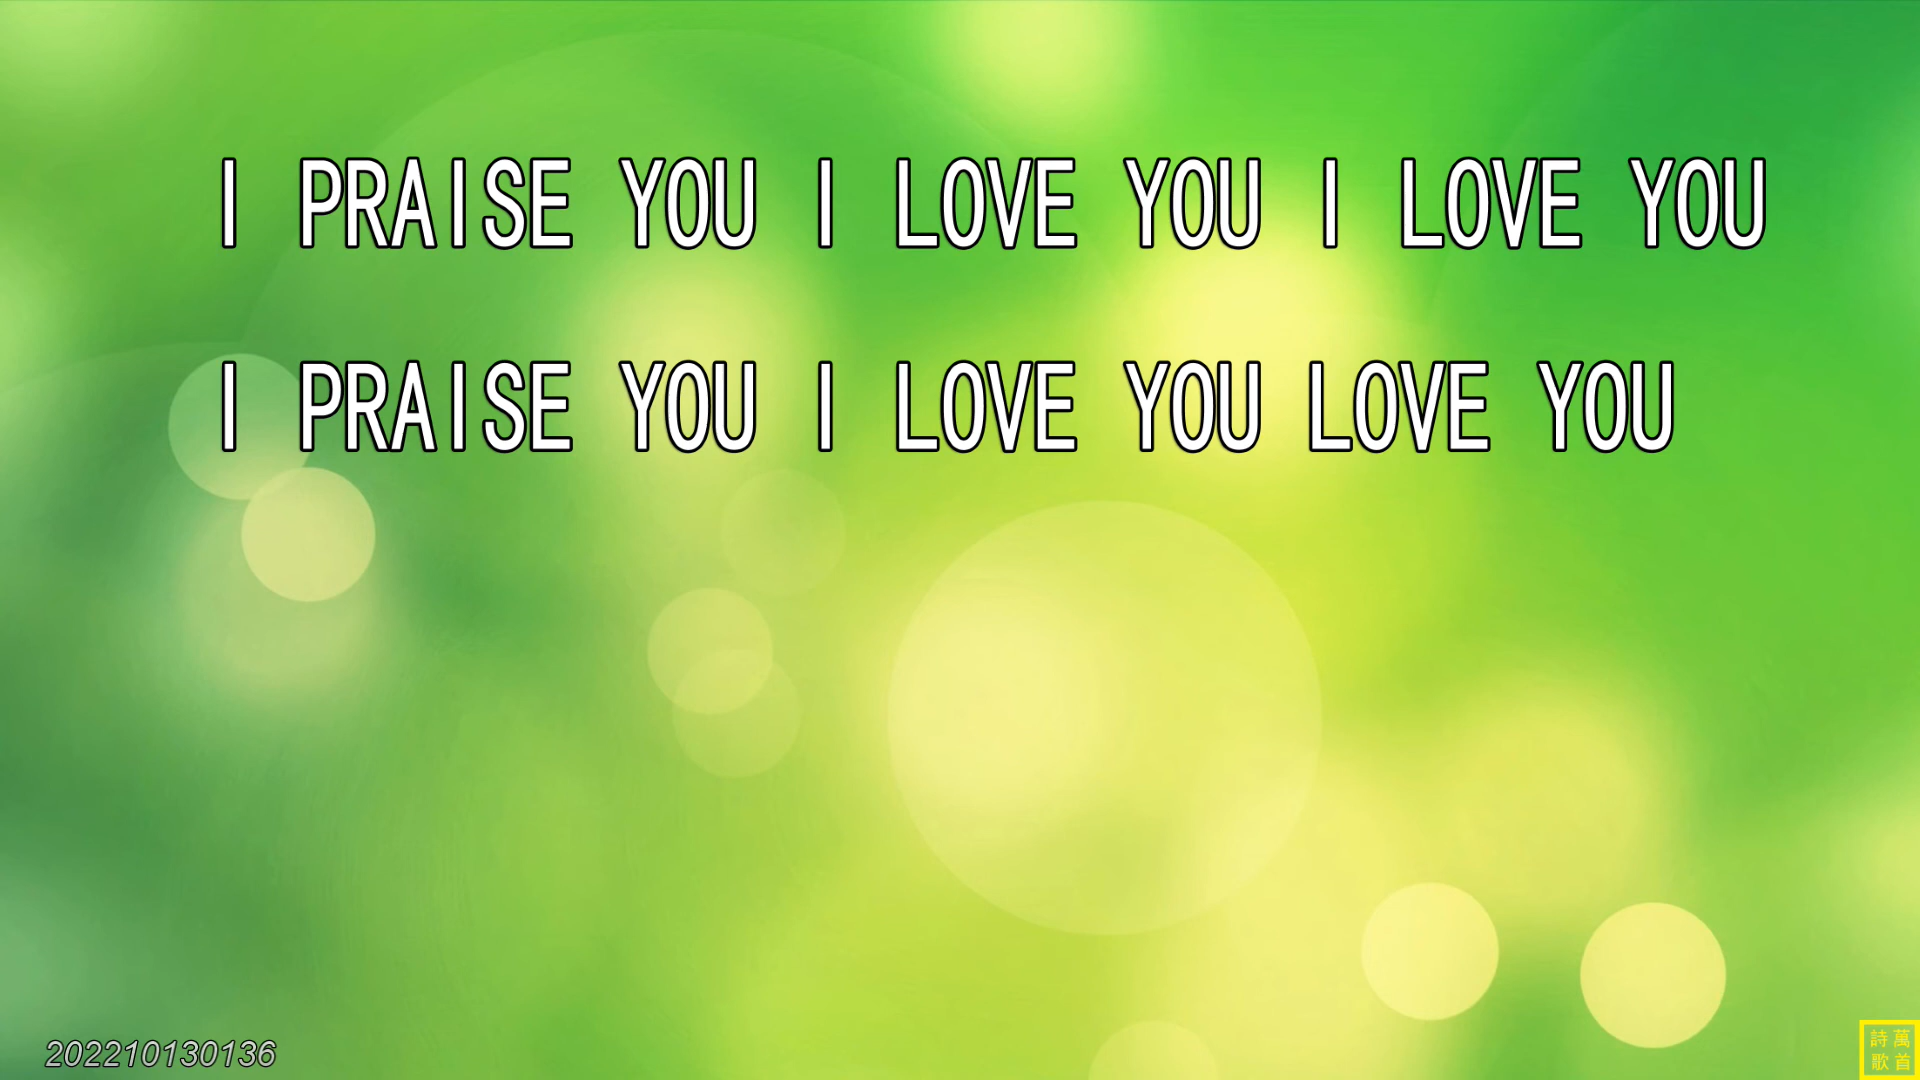 I PRAISE YOU I LOVE YOU I LOVE YOU
I PRAISE YOU I LOVE YOU LOVE YOU
202210130136
萬首
詩歌